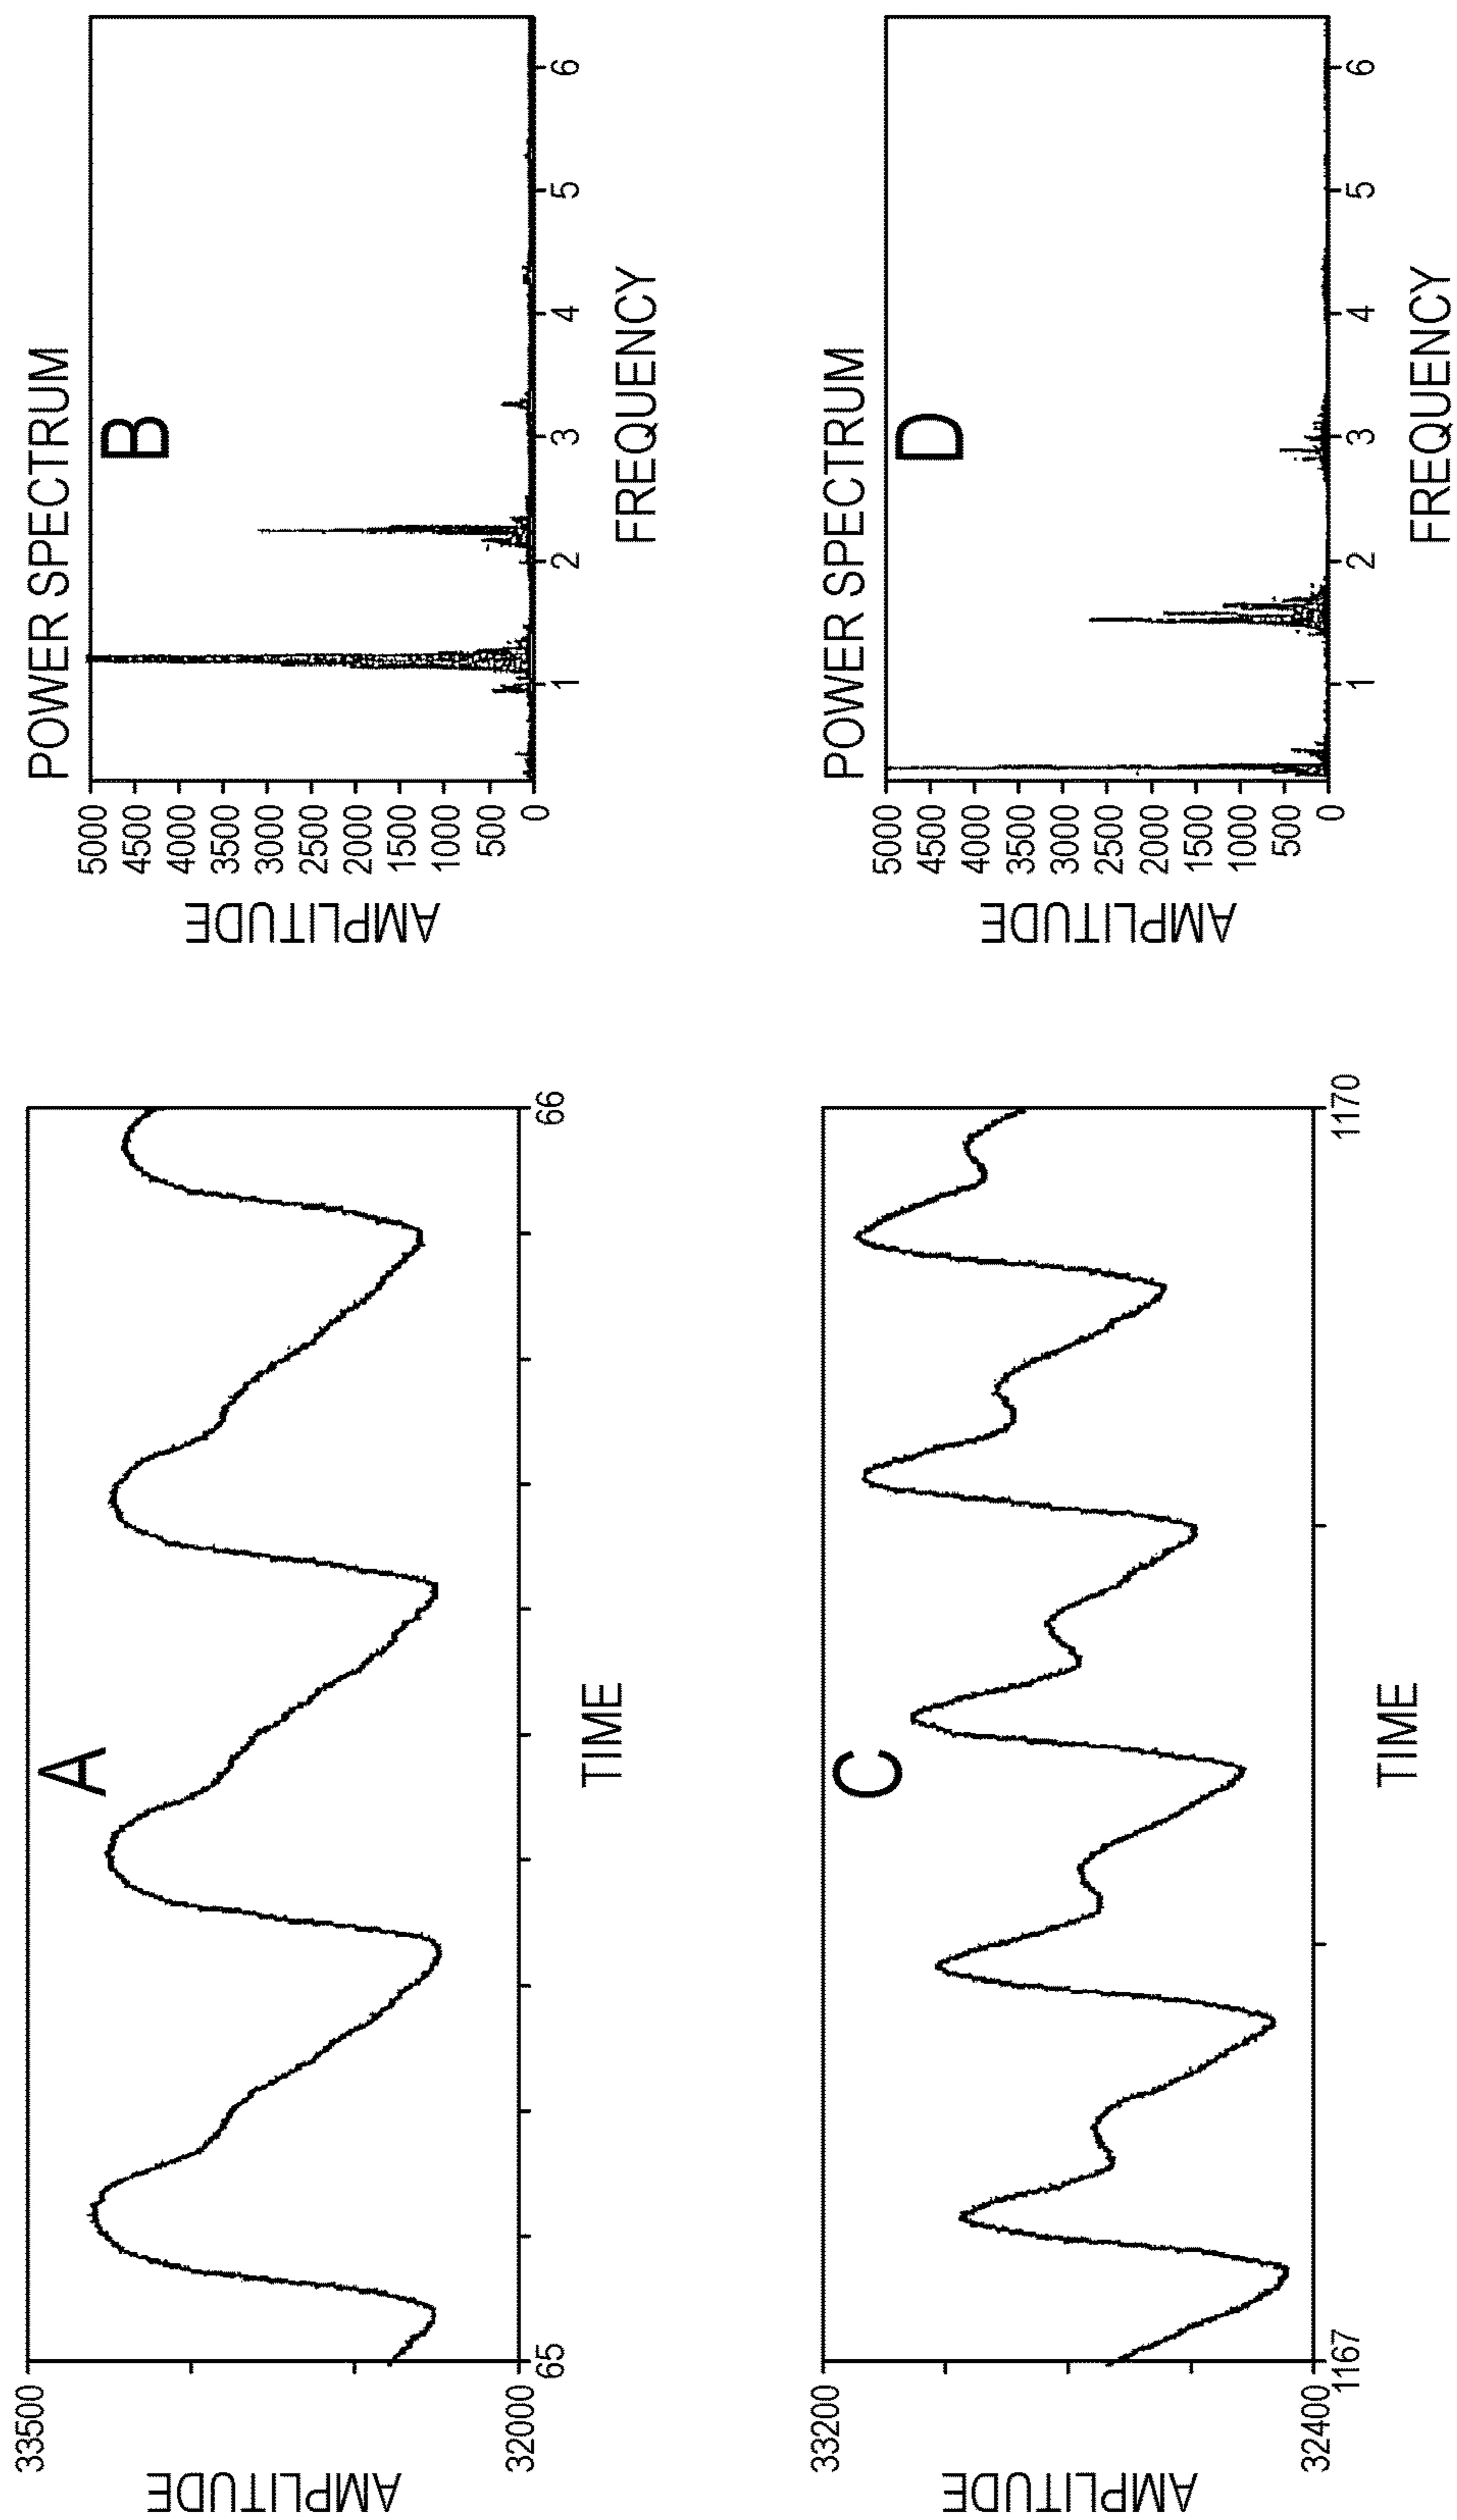 A
33500
32000
AMPLITUDE
65
66
TIME
POWER SPECTRUM
B
5000
4500
4000
3500
3000
2500
2000
1500
1000
500
0
AMPLITUDE
1 2 3 4 5 6
FREQUENCY
C
33200
32400
AMPLITUDE
1167
1170
TIME
POWER SPECTRUM
D
5000
4500
4000
3500
3000
2500
2000
1500
1000
500
0
AMPLITUDE
1 2 3 4 5 6
FREQUENCY